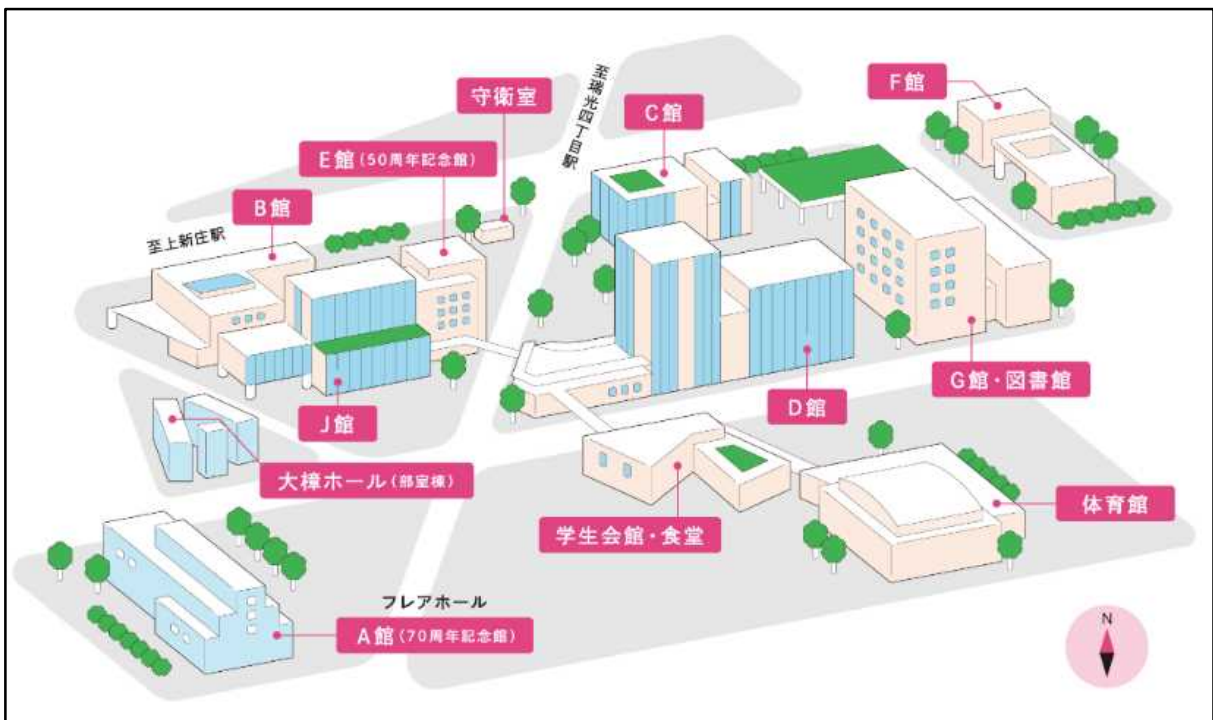 至瑞光四丁目駅
F館
守衛室
C館
E館(50周年記念館)
B館
至上新庄駅
G館・図書館
D館
J館
大樟ホール(部室棟)
体育館
学生会館・食堂
フレアホール
A館(70周年記念館)
N